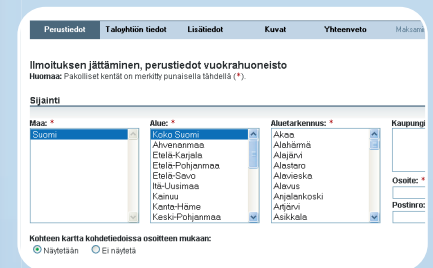 Perustiedot Taloyhtiön tiedot Lisätiedot Kuvat Yhteenveto Maksami
Ilmoituksen jättäminen, perustiedot vuokrahuoneisto
Huomaa: Pakolliset kentät on merkitty punaisella tähdellä (*).
Sijainti
Maa: * Alue: * Aluetarkennus: * Kaupungi
Suomi Koko Suomi Akaa
Ahvenanmaa Alahärmä
Etelä-Karjala Alajärvi
Etelä-Pohjanmaa Alastaro
Etelä-Savo Alavieska
Itä-Uusimaa Alavus Osoite: *
Kainuu Anjalankoski
Kanta-Häme Artjärvi Postinro:
Keski-Pohjanmaa Asikkala
Kohteen kartta kohdetiedoissa osoitteen mukaan:
Näytetään Ei näytetä